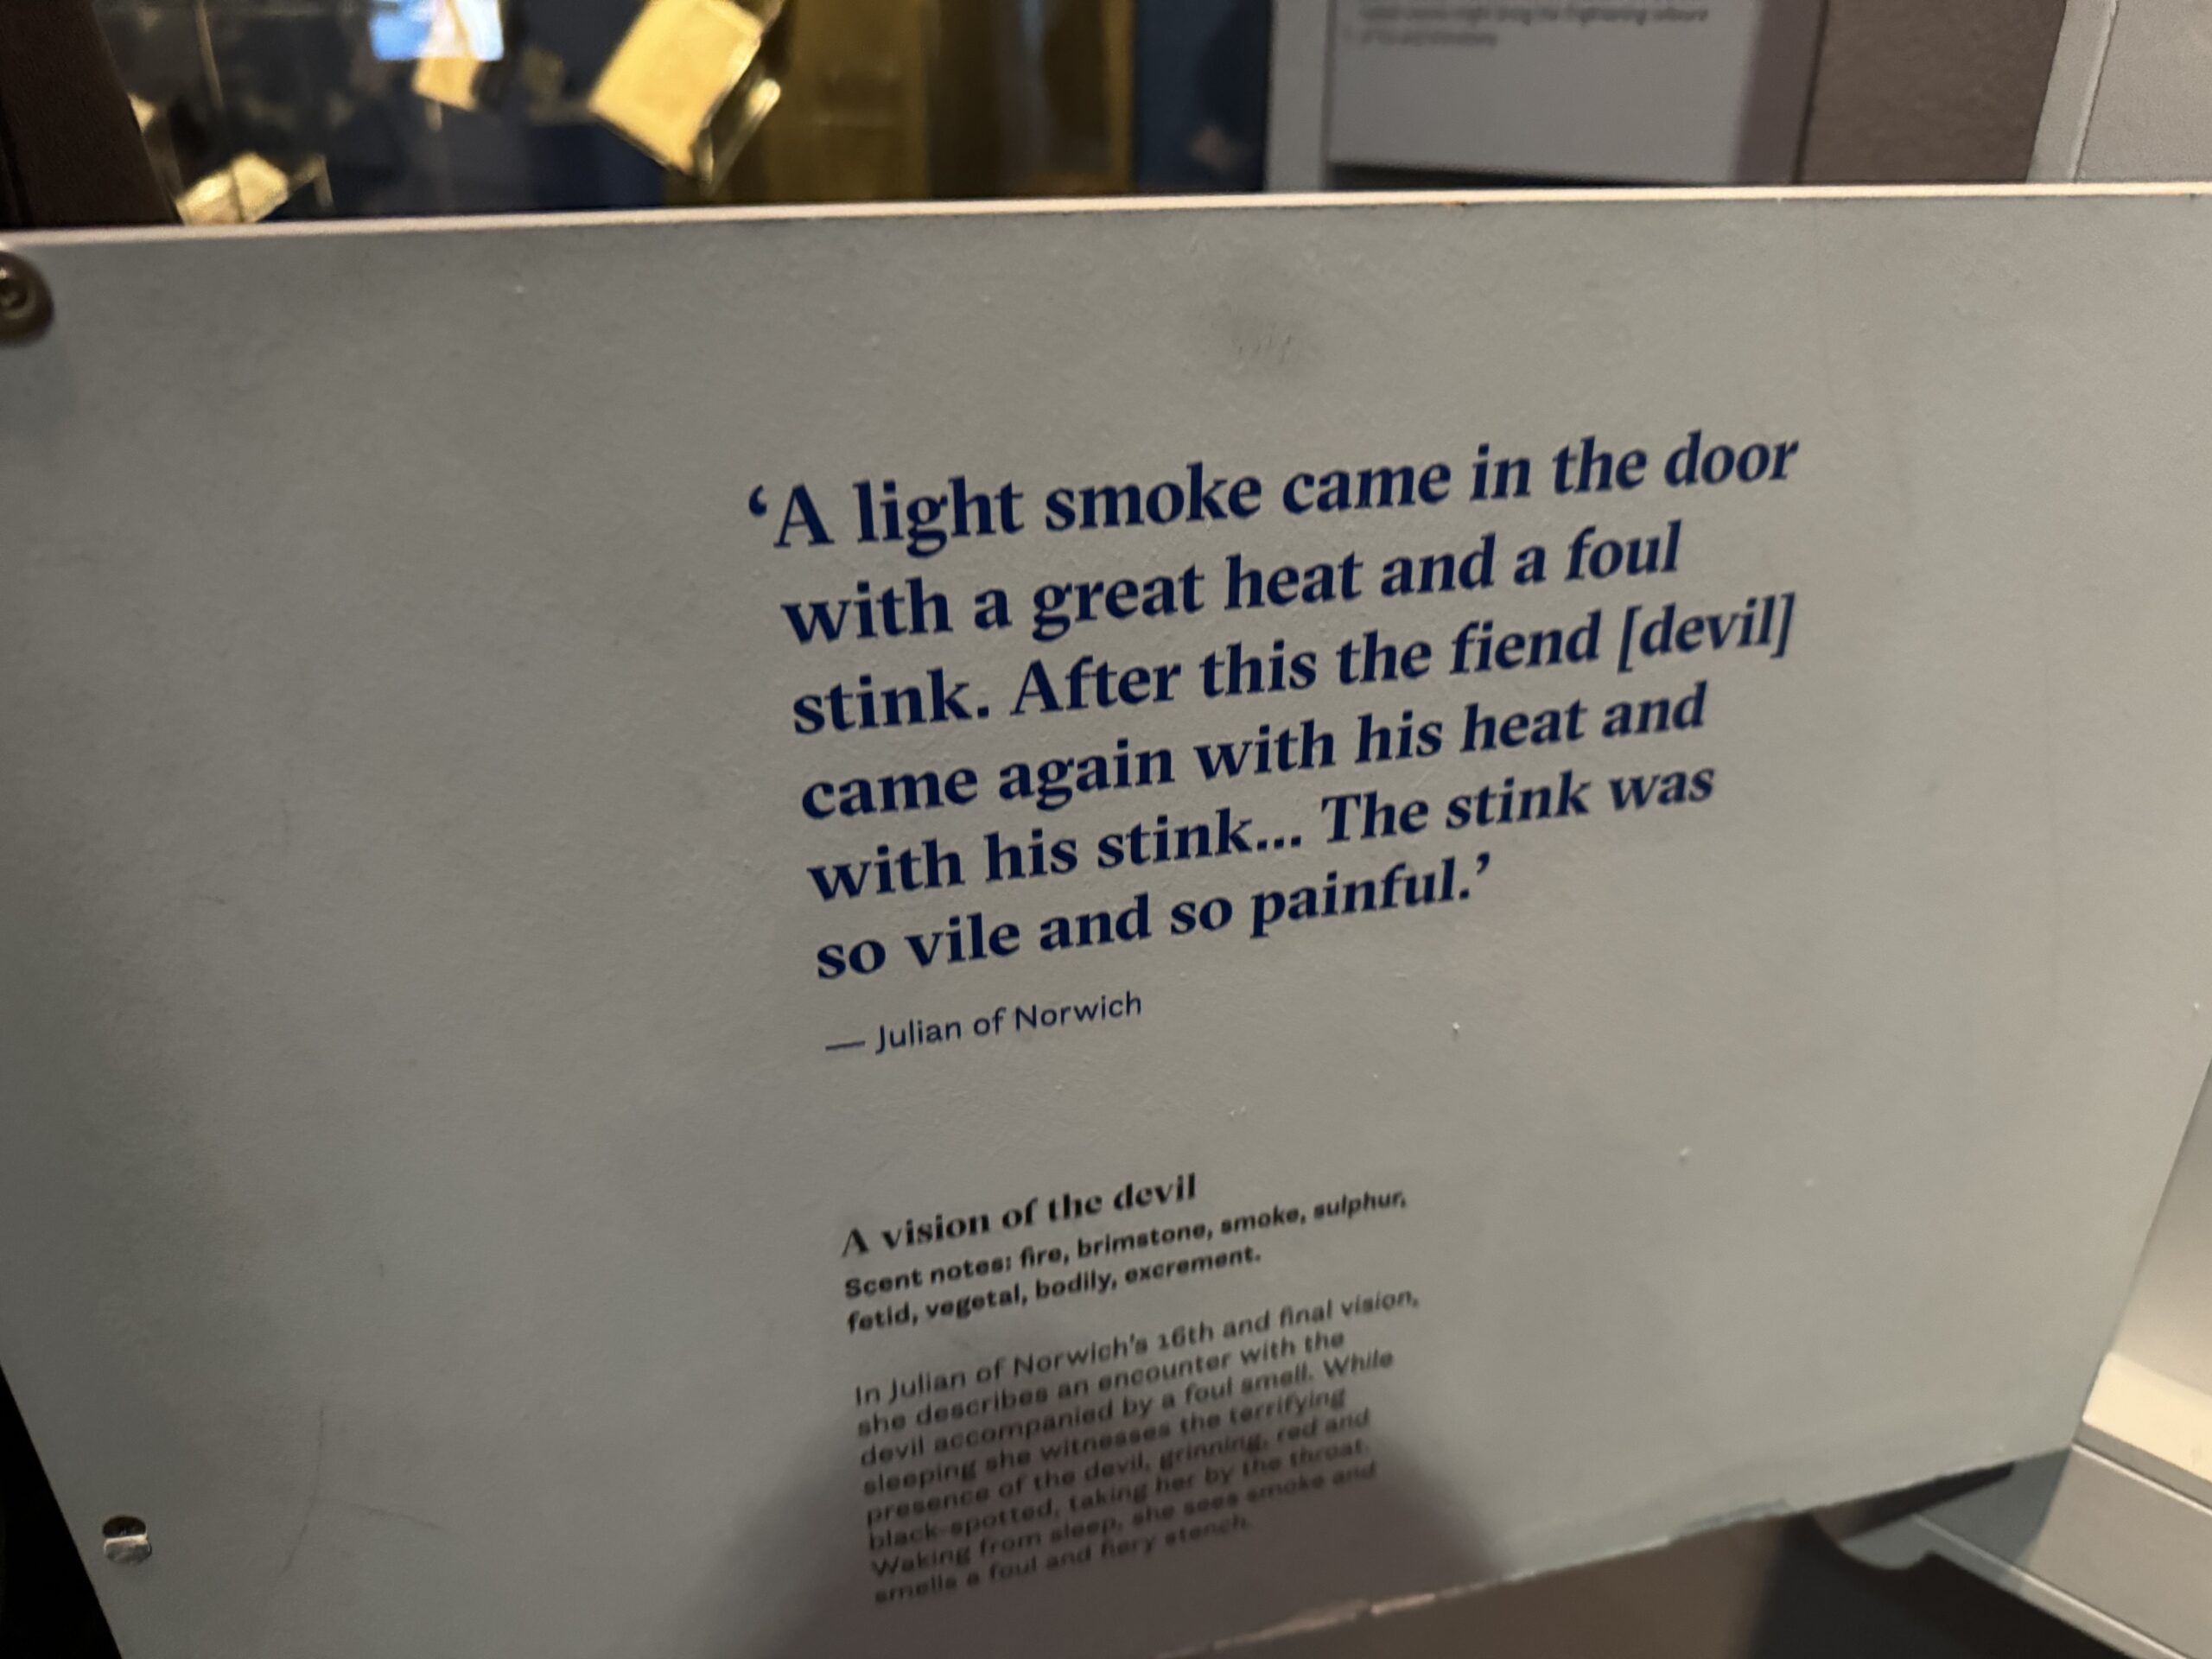 of fire and brimstone.
‘A light smoke came in the door
with a great heat and a foul
stink. After this the fiend [devil]
came again with his heat and
with his stink... The stink was
so vile and so painful.’
— Julian of Norwich
A vision of the devil
Scent notes: fire, brimstone, smoke, sulphur,
fetid, vegetal, bodily, excrement.
In Julian of Norwich’s 16th and final vision,
she describes an encounter with the
devil accompanied by a foul smell. While
sleeping she witnesses the terrifying
presence of the devil, grinning, red and
black-spotted, taking her by the throat.
Waking from sleep, she sees smoke and
smells a foul and fiery stench.